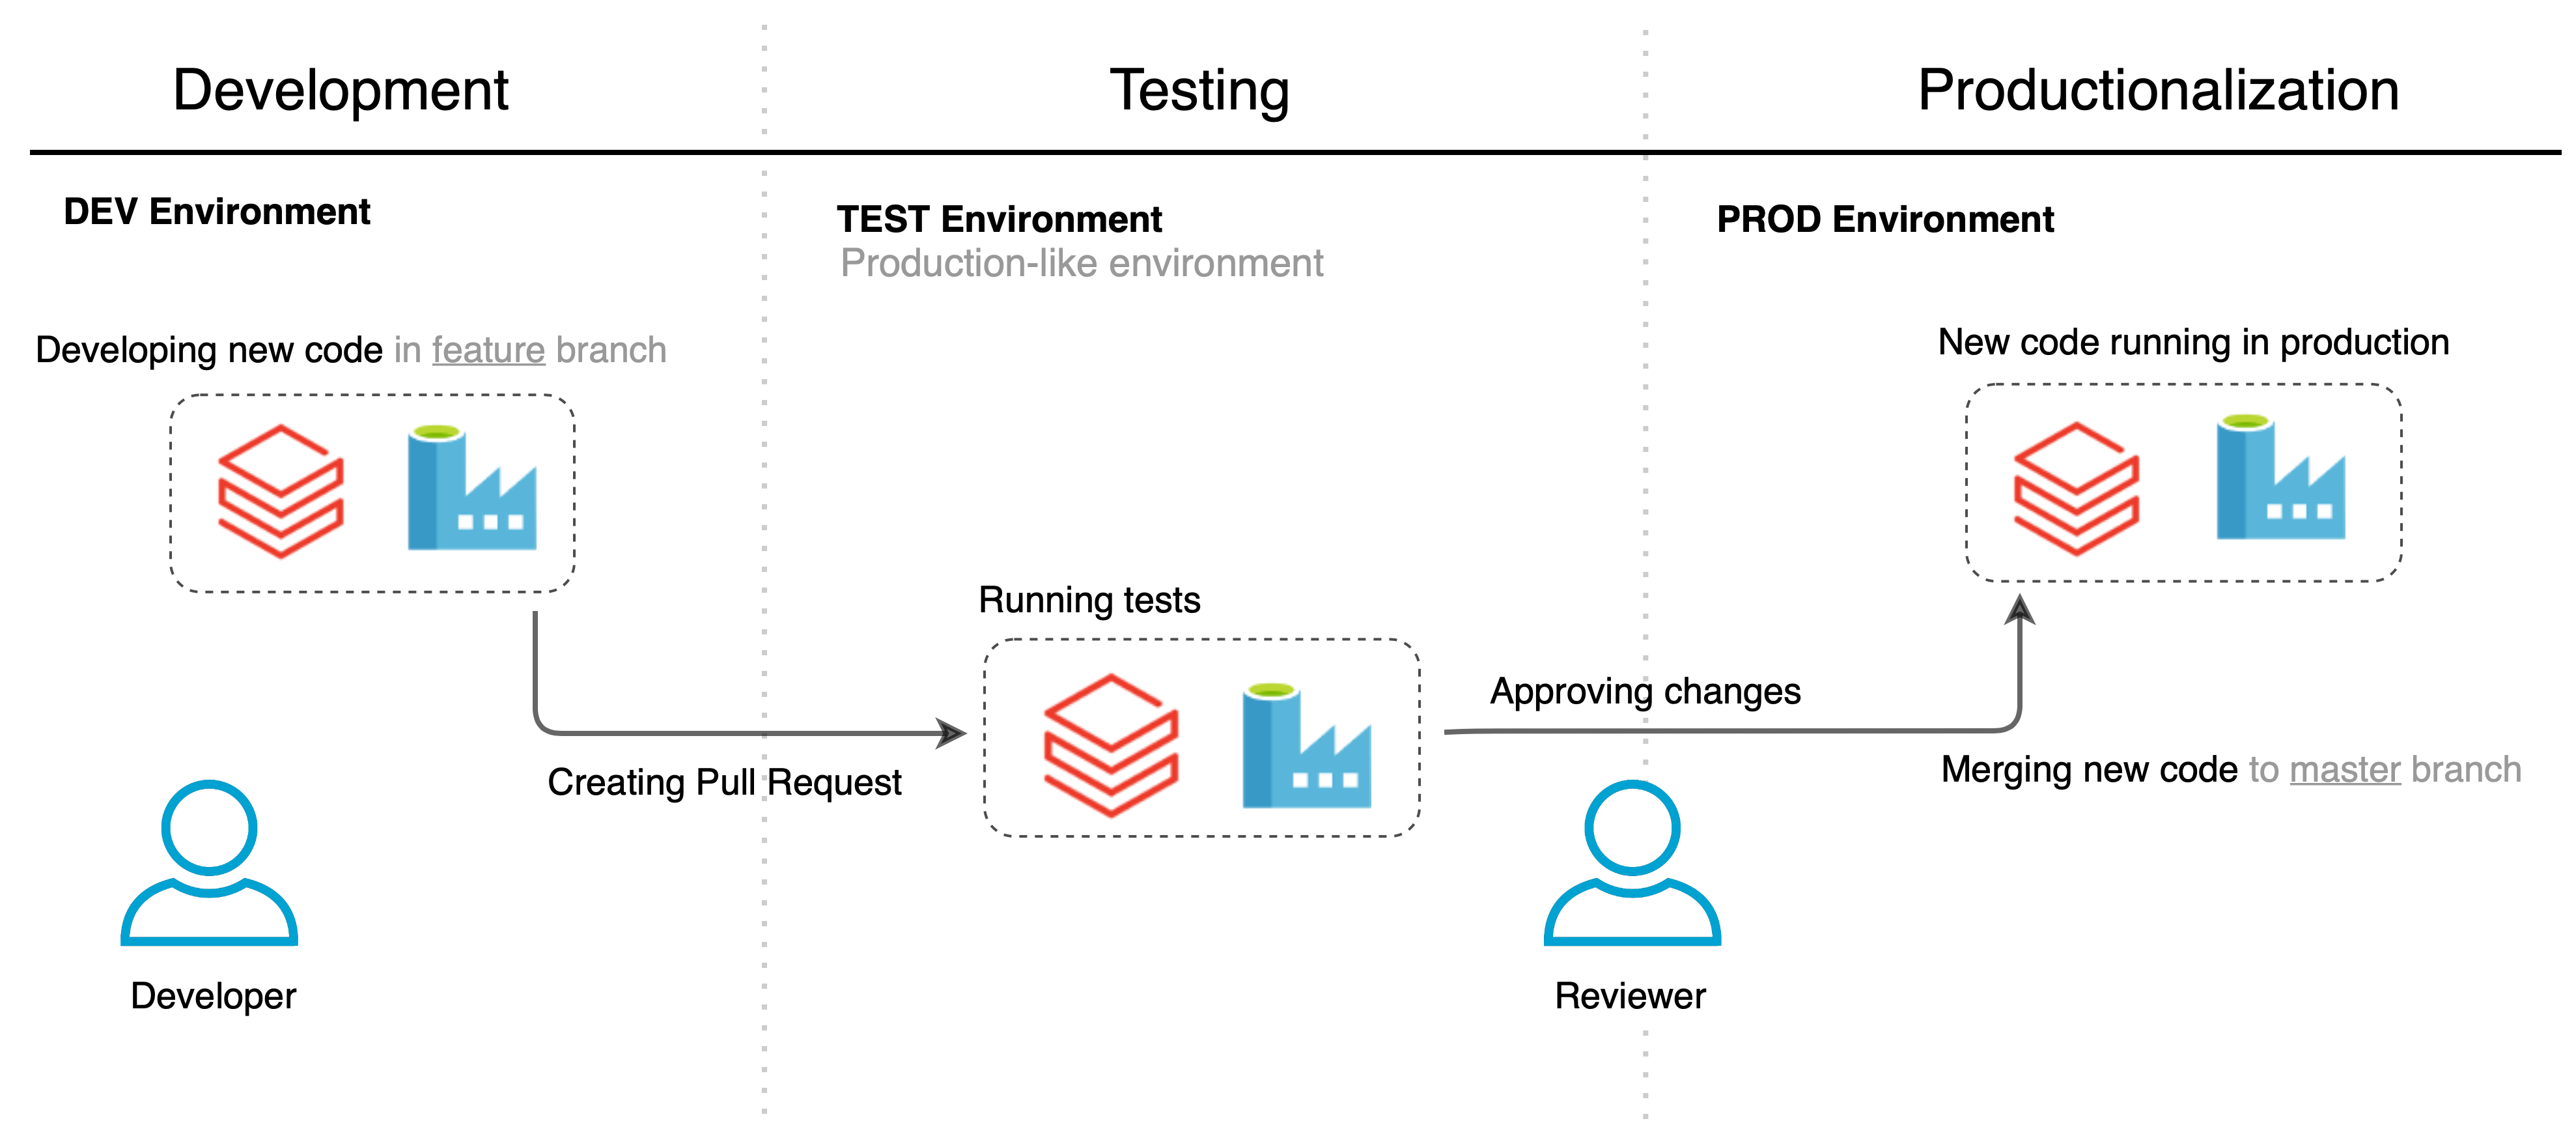 Development
Testing
Productionalization
DEV Environment
TEST Environment
Production-like environment
PROD Environment
Developing new code in feature branch
New code running in production
Running tests
Approving changes
Creating Pull Request
Merging new code to master branch
Developer
Reviewer